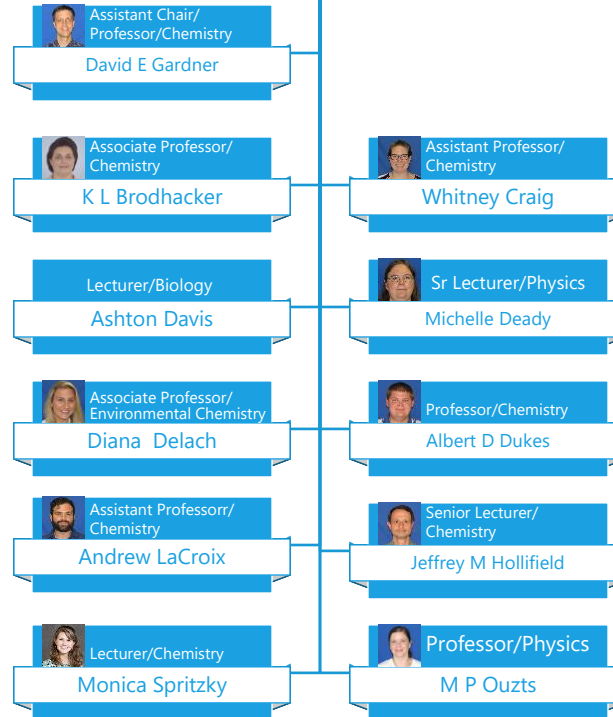 Assistant Chair/
Professor/Chemistry
David E Gardner
Associate Professor/
Chemistry
K L Brodhacker
Assistant Professor/
Chemistry
Whitney Craig
Lecturer/Biology
Ashton Davis
Sr Lecturer/Physics
Michelle Deady
Associate Professor/
Environmental Chemistry
Diana Delach
Professor/Chemistry
Albert D Dukes
Assistant Professorr/
Chemistry
Andrew LaCroix
Senior Lecturer/
Chemistry
Jeffrey M Hollifield
Lecturer/Chemistry
Monica Spritzky
Professor/Physics
M P Ouzts